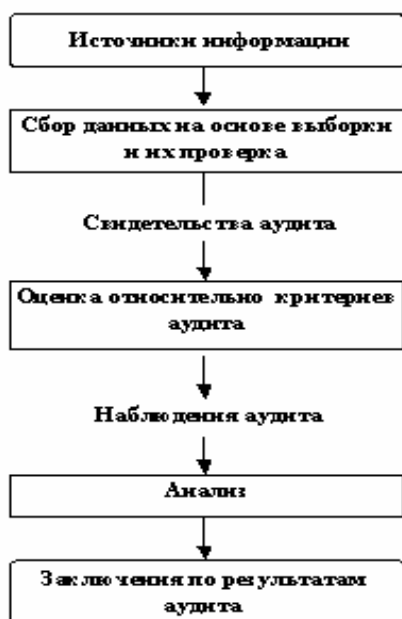 Источники информации
Сбор данных на основе выборки
и их проверка
Свидетельства аудита
Оценка относительно критериев
аудита
Наблюдения аудита
Анализ
Заключения по результатам
аудита